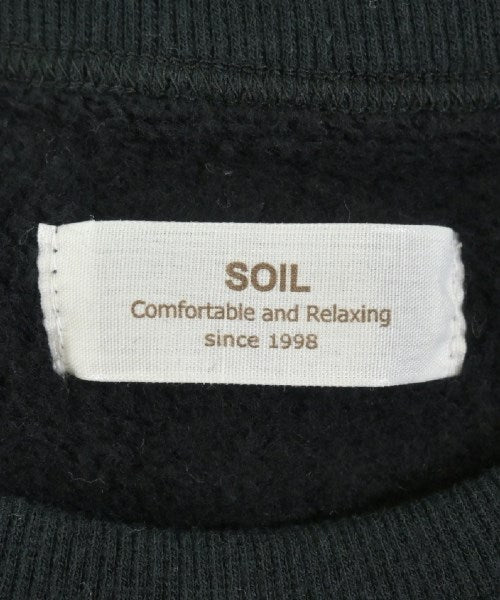 SOIL
Comfortable and Relaxing
since 1998